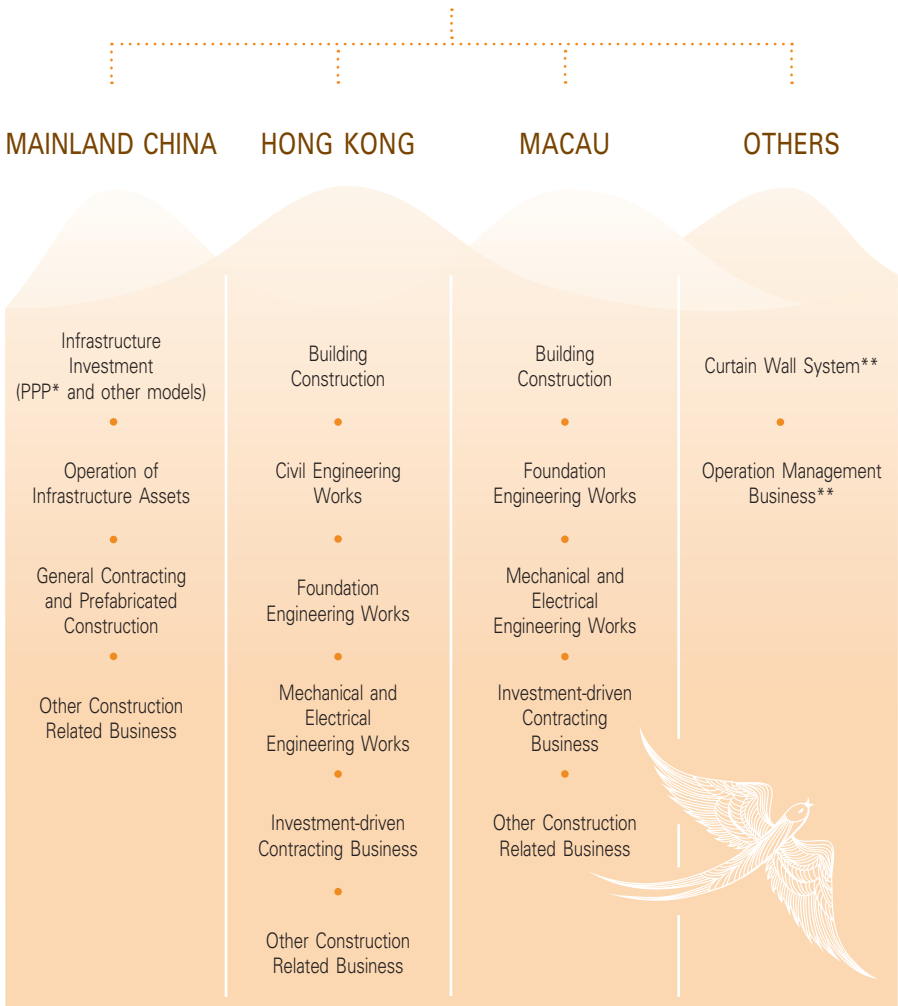 MAINLAND CHINA
HONG KONG
MACAU
OTHERS
Infrastructure
Investment
(PPP* and other models)
Operation of
Infrastructure Assets
General Contracting
and Prefabricated
Construction
Other Construction
Related Business
Building
Construction
Civil Engineering
Works
Foundation
Engineering Works
Mechanical and
Electrical
Engineering Works
Investment-driven
Contracting Business
Other Construction
Related Business
Building
Construction
Foundation
Engineering Works
Mechanical and
Electrical
Engineering Works
Investment-driven
Contracting
Business
Other Construction
Related Business
Curtain Wall System**
Operation Management
Business**